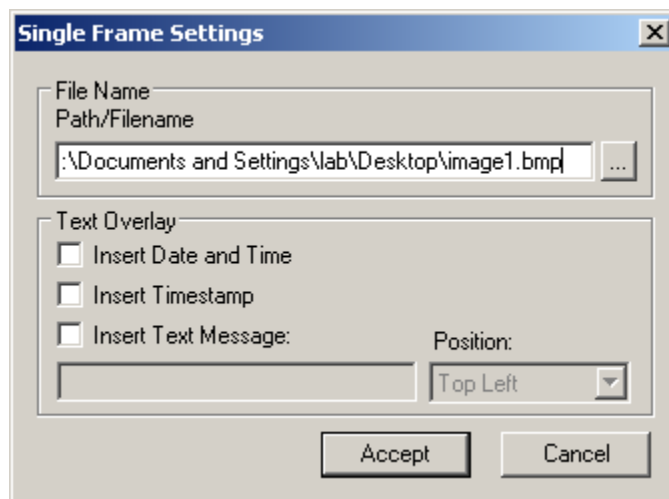 Single Frame Settings
File Name
Path/Filename
:\Documents and Settings\lab\Desktop\image1.bmp
...
Text Overlay
Insert Date and Time
Insert Timestamp
Insert Text Message:
Position:
Top Left
Accept
Cancel